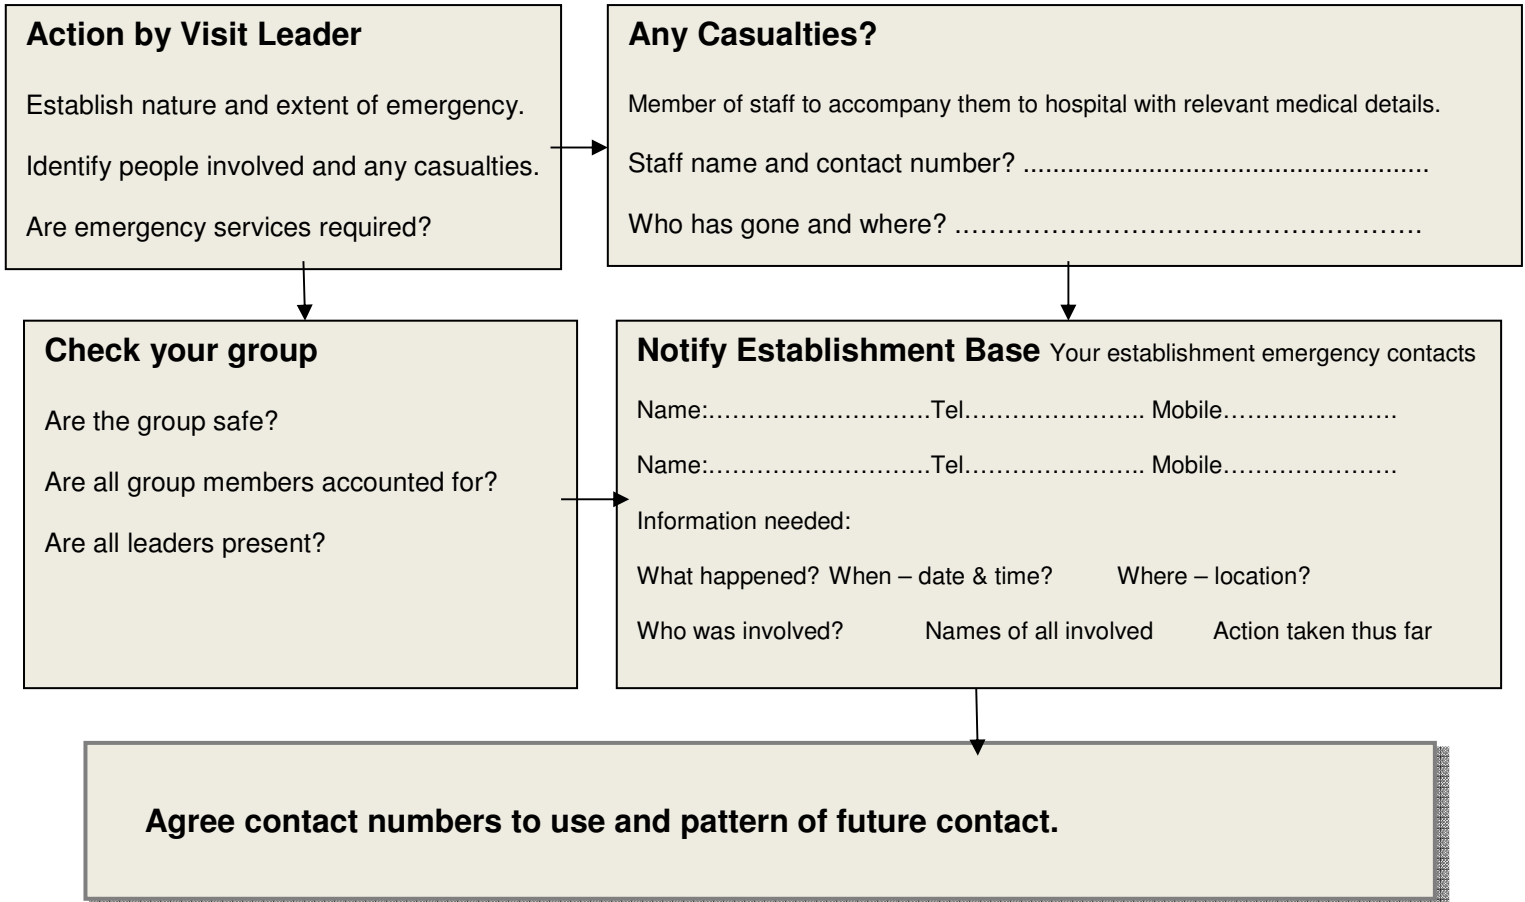 Action by Visit Leader
Establish nature and extent of emergency.
Identify people involved and any casualties.
Are emergency services required?
Any Casualties?
Member of staff to accompany them to hospital with relevant medical details.
Staff name and contact number? ........................................................
Who has gone and where? .………………………………………………
Check your group
Are the group safe?
Are all group members accounted for?
Are all leaders present?
Notify Establishment Base Your establishment emergency contacts
Name:……………………….Tel…………………. Mobile………………….
Name:……………………….Tel…………………. Mobile………………….
Information needed:
What happened? When – date & time? Where – location?
Who was involved? Names of all involved Action taken thus far
Agree contact numbers to use and pattern of future contact.